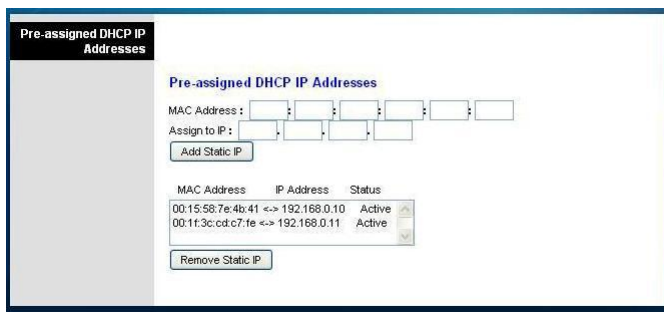 Pre-assigned DHCP IP
Addresses
Pre-assigned DHCP IP Addresses
MAC Address : : : : : :
Assign to IP : . . .
Add Static IP
MAC Address IP Address Status
00:15:58:7e:4b:41 <-> 192.168.0.10 Active
00:1f:3c:cd:c7:fe <-> 192.168.0.11 Active
Remove Static IP